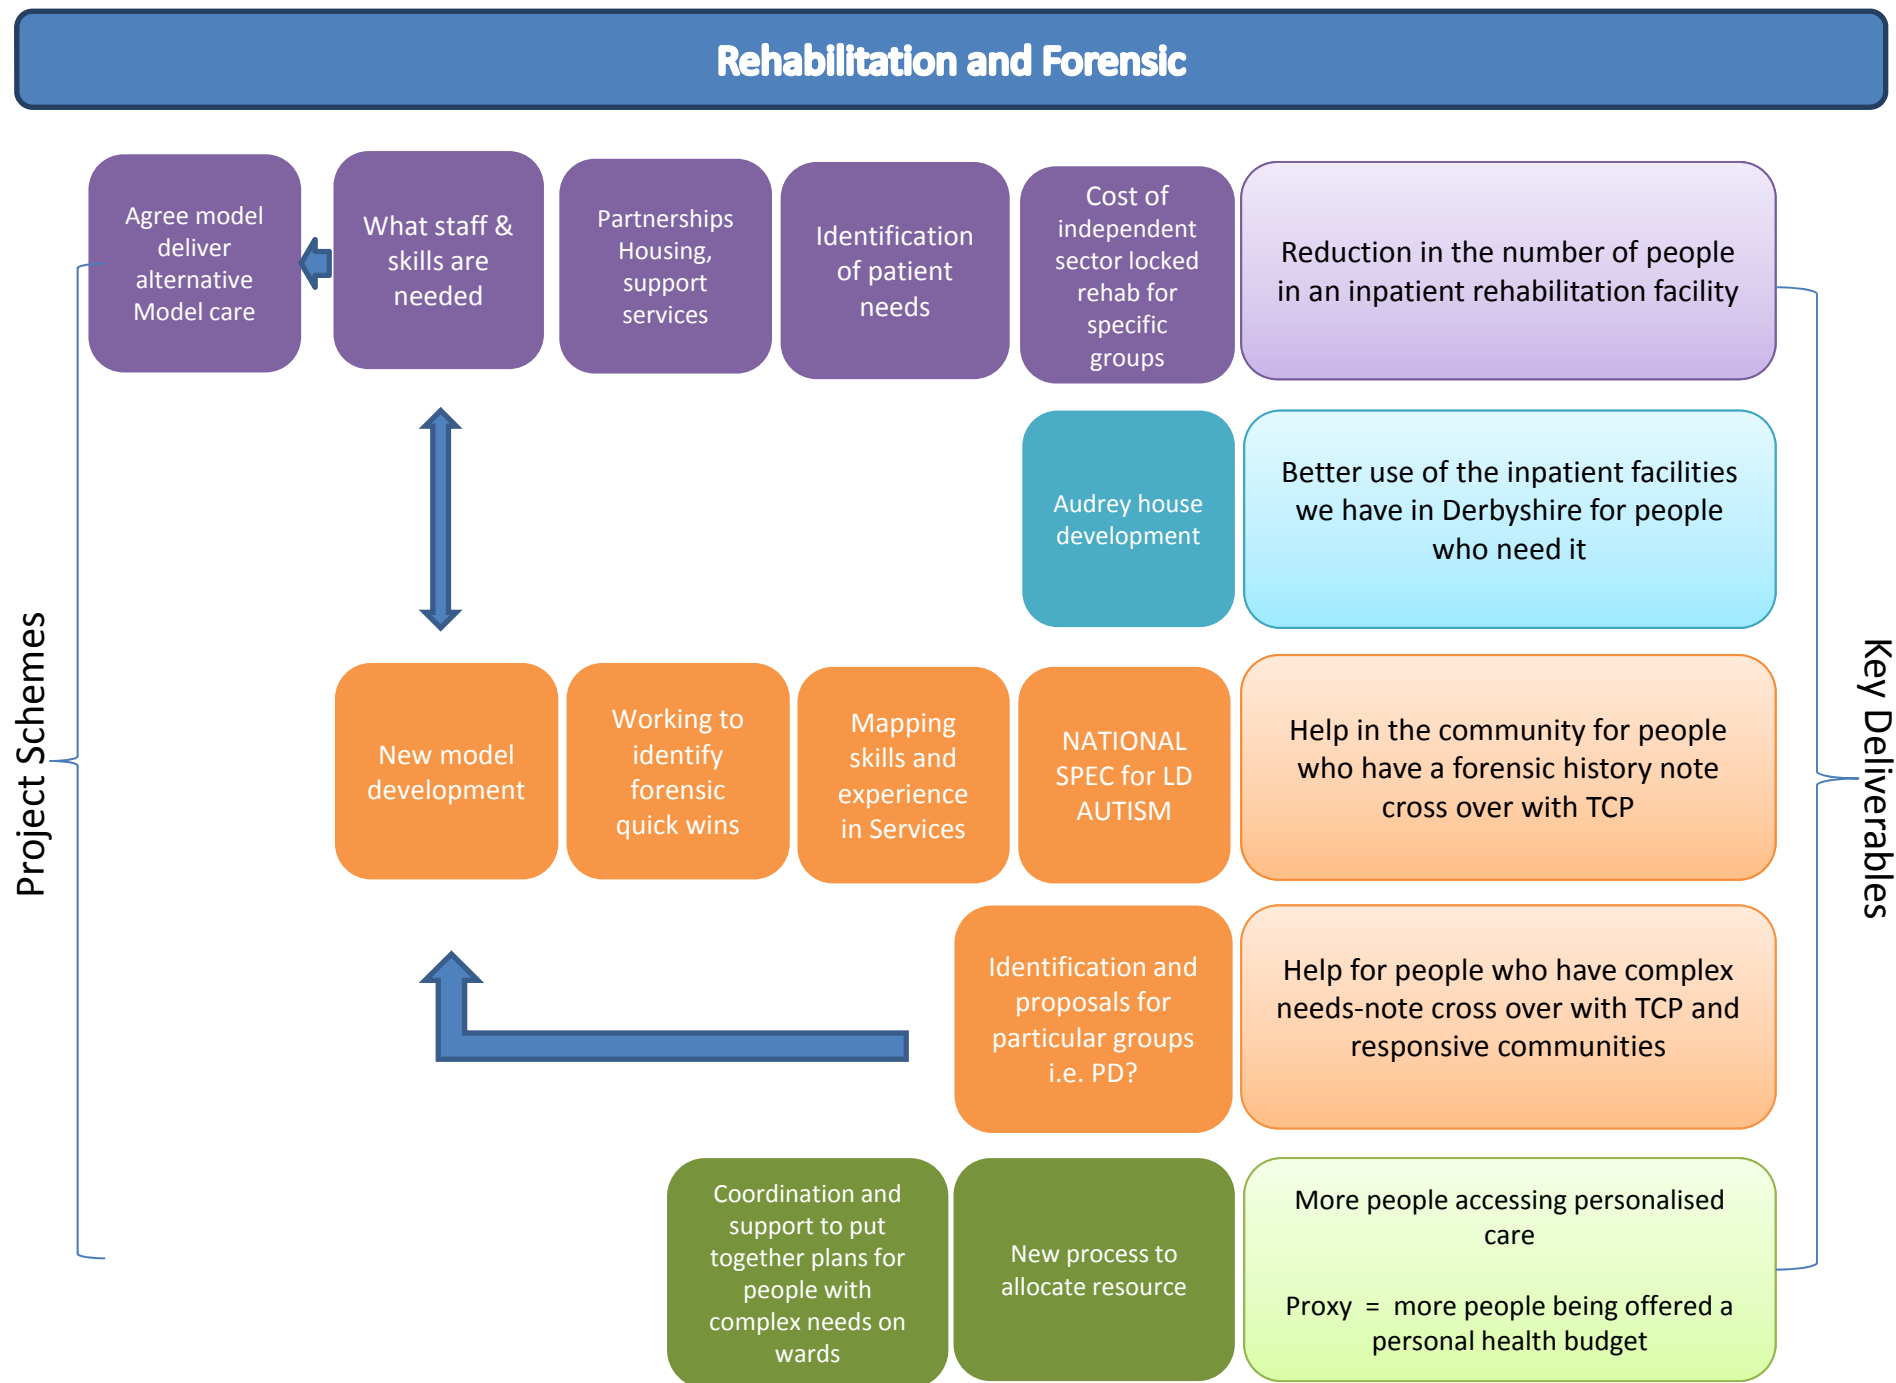 Rehabilitation and Forensic
Project Schemes
Agree model
deliver
alternative
Model care
What staff &
skills are
needed
Partnerships
Housing,
support
services
Identification
of patient
needs
Cost of
independent
sector locked
rehab for
specific
groups
Reduction in the number of people
in an inpatient rehabilitation facility
Audrey house
development
Better use of the inpatient facilities
we have in Derbyshire for people
who need it
New model
development
Working to
identify
forensic
quick wins
Mapping
skills and
experience
in Services
NATIONAL
SPEC for LD
AUTISM
Help in the community for people
who have a forensic history note
cross over with TCP
Identification and
proposals for
particular groups
i.e. PD?
Help for people who have complex
needs-note cross over with TCP and
responsive communities
Coordination and
support to put
together plans for
people with
complex needs on
wards
New process to
allocate resource
More people accessing personalised
care
Proxy = more people being offered a
personal health budget
Key Deliverables